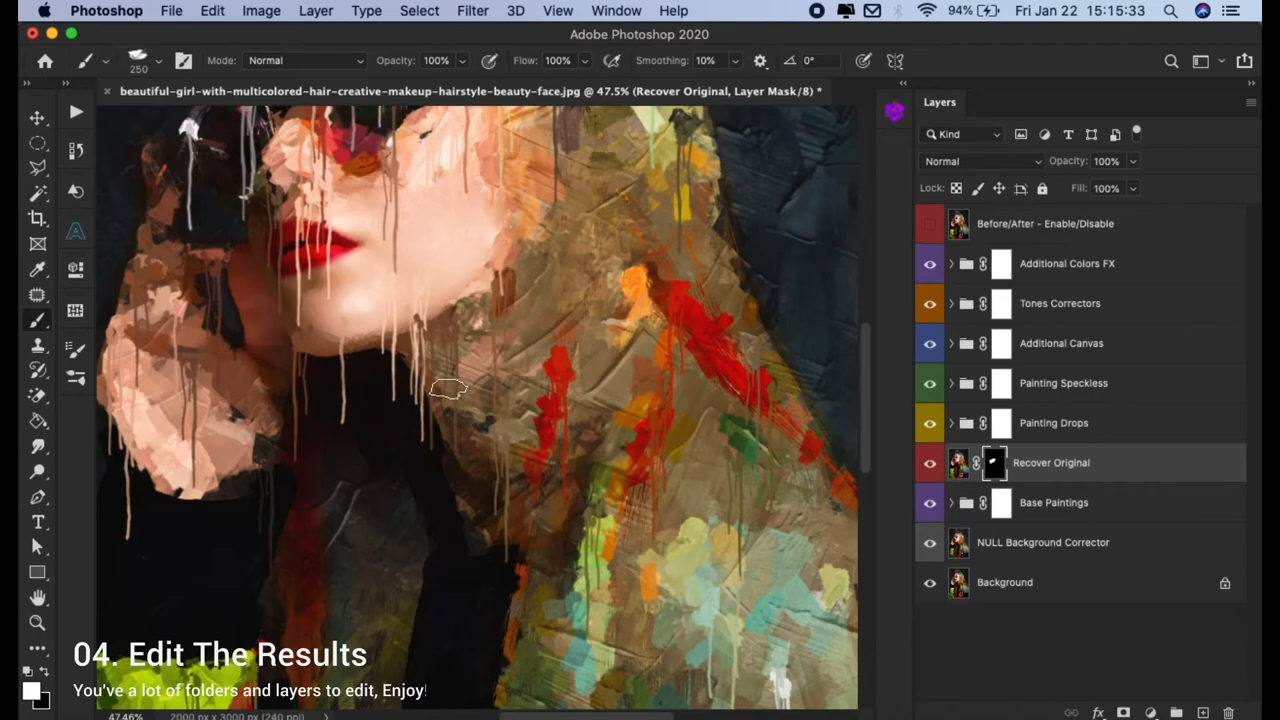 Photoshop File Edit Image Layer Type Select Filter 3D View Window Help 94% Fri Jan 22 15:15:33
Adobe Photoshop 2020
250 Mode: Normal Opacity: 100% Flow: 100% Smoothing: 10% 0°
beautiful-girl-with-multicolored-hair-creative-makeup-hairstyle-beauty-face.jpg @ 47.5% (Recover Original, Layer Mask/8) *
Layers
Kind
Normal Opacity: 100%
Lock: Fill: 100%
Before/After - Enable/Disable
Additional Colors FX
Tones Correctors
Additional Canvas
Painting Speckless
Painting Drops
Recover Original
Base Paintings
NULL Background Corrector
Background
04. Edit The Results
You've a lot of folders and layers to edit, Enjoy!
47.46% 2000 px x 3000 px (240 ppi)